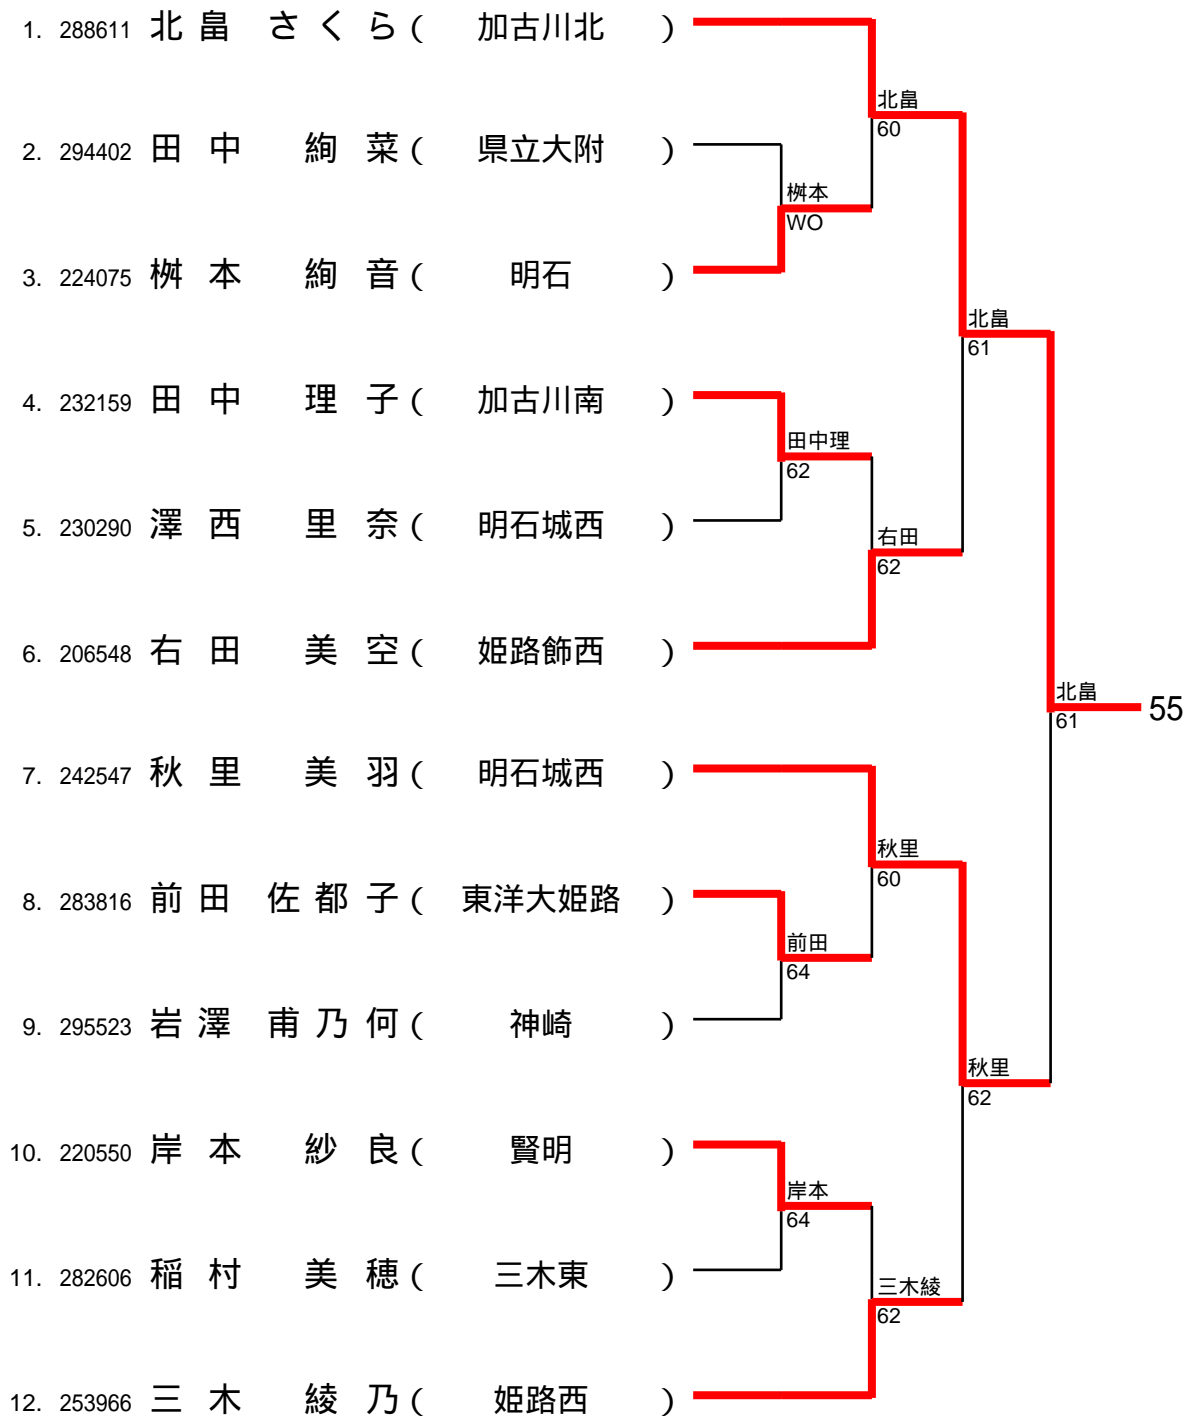 1. 288611 北畠 さくら( 加古川北 )
北畠
60
2. 294402 田中 絢菜( 県立大附 )
桝本
WO
3. 224075 桝本 絢音( 明石 )
北畠
61
4. 232159 田中 理子( 加古川南 )
田中理
62
5. 230290 澤西 里奈( 明石城西 )
右田
62
6. 206548 右田 美空( 姫路飾西 )
北畠
61
55
7. 242547 秋里 美羽( 明石城西 )
秋里
60
8. 283816 前田 佐都子( 東洋大姫路 )
前田
64
9. 295523 岩澤 甫乃何( 神崎 )
秋里
62
10. 220550 岸本 紗良( 賢明 )
岸本
64
11. 282606 稲村 美穂( 三木東 )
三木綾
62
12. 253966 三木 綾乃( 姫路西 )